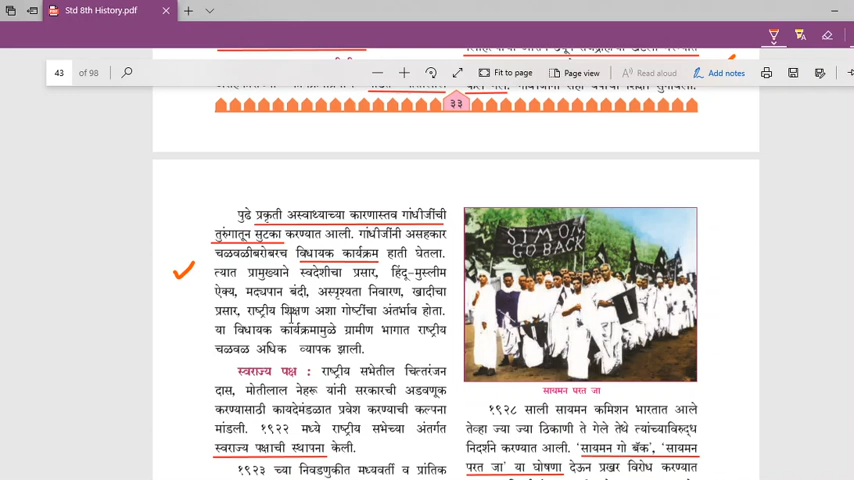 Std 8th History.pdf
43 of 98
Fit to page
Page view
Read aloud
Add notes
३३
पुढे प्रकृती अस्वाथ्याच्या कारणास्तव गांधीजींची
तुरुंगातून सुटका करण्यात आली. गांधीजींनी असहकार
चळवळीबरोबरच विधायक कार्यक्रम हाती घेतला.
त्यात प्रामुख्याने स्वदेशीचा प्रसार, हिंदू-मुस्लीम
ऐक्य, मद्यपान बंदी, अस्पृश्यता निवारण, खादीचा
प्रसार, राष्ट्रीय शिक्षण अशा गोष्टींचा अंतर्भाव होता.
या विधायक कार्यक्रमामुळे ग्रामीण भागात राष्ट्रीय
चळवळ अधिक व्यापक झाली.
स्वराज्य पक्ष : राष्ट्रीय सभेतील चित्तरंजन
दास, मोतीलाल नेहरू यांनी सरकारची अडवणूक
करण्यासाठी कायदेमंडळात प्रवेश करण्याची कल्पना
मांडली. १९२२ मध्ये राष्ट्रीय सभेच्या अंतर्गत
स्वराज्य पक्षाची स्थापना केली.
१९२३ च्या निवडणुकीत मध्यवर्ती व प्रांतिक
SIMON
GO BACK
सायमन परत जा
१९२८ साली सायमन कमिशन भारतात आले
तेव्हा ज्या ज्या ठिकाणी ते गेले तेथे त्यांच्याविरुद्ध
निदर्शने करण्यात आली. 'सायमन गो बॅक', 'सायमन
परत जा' या घोषणा देऊन प्रखर विरोध करण्यात